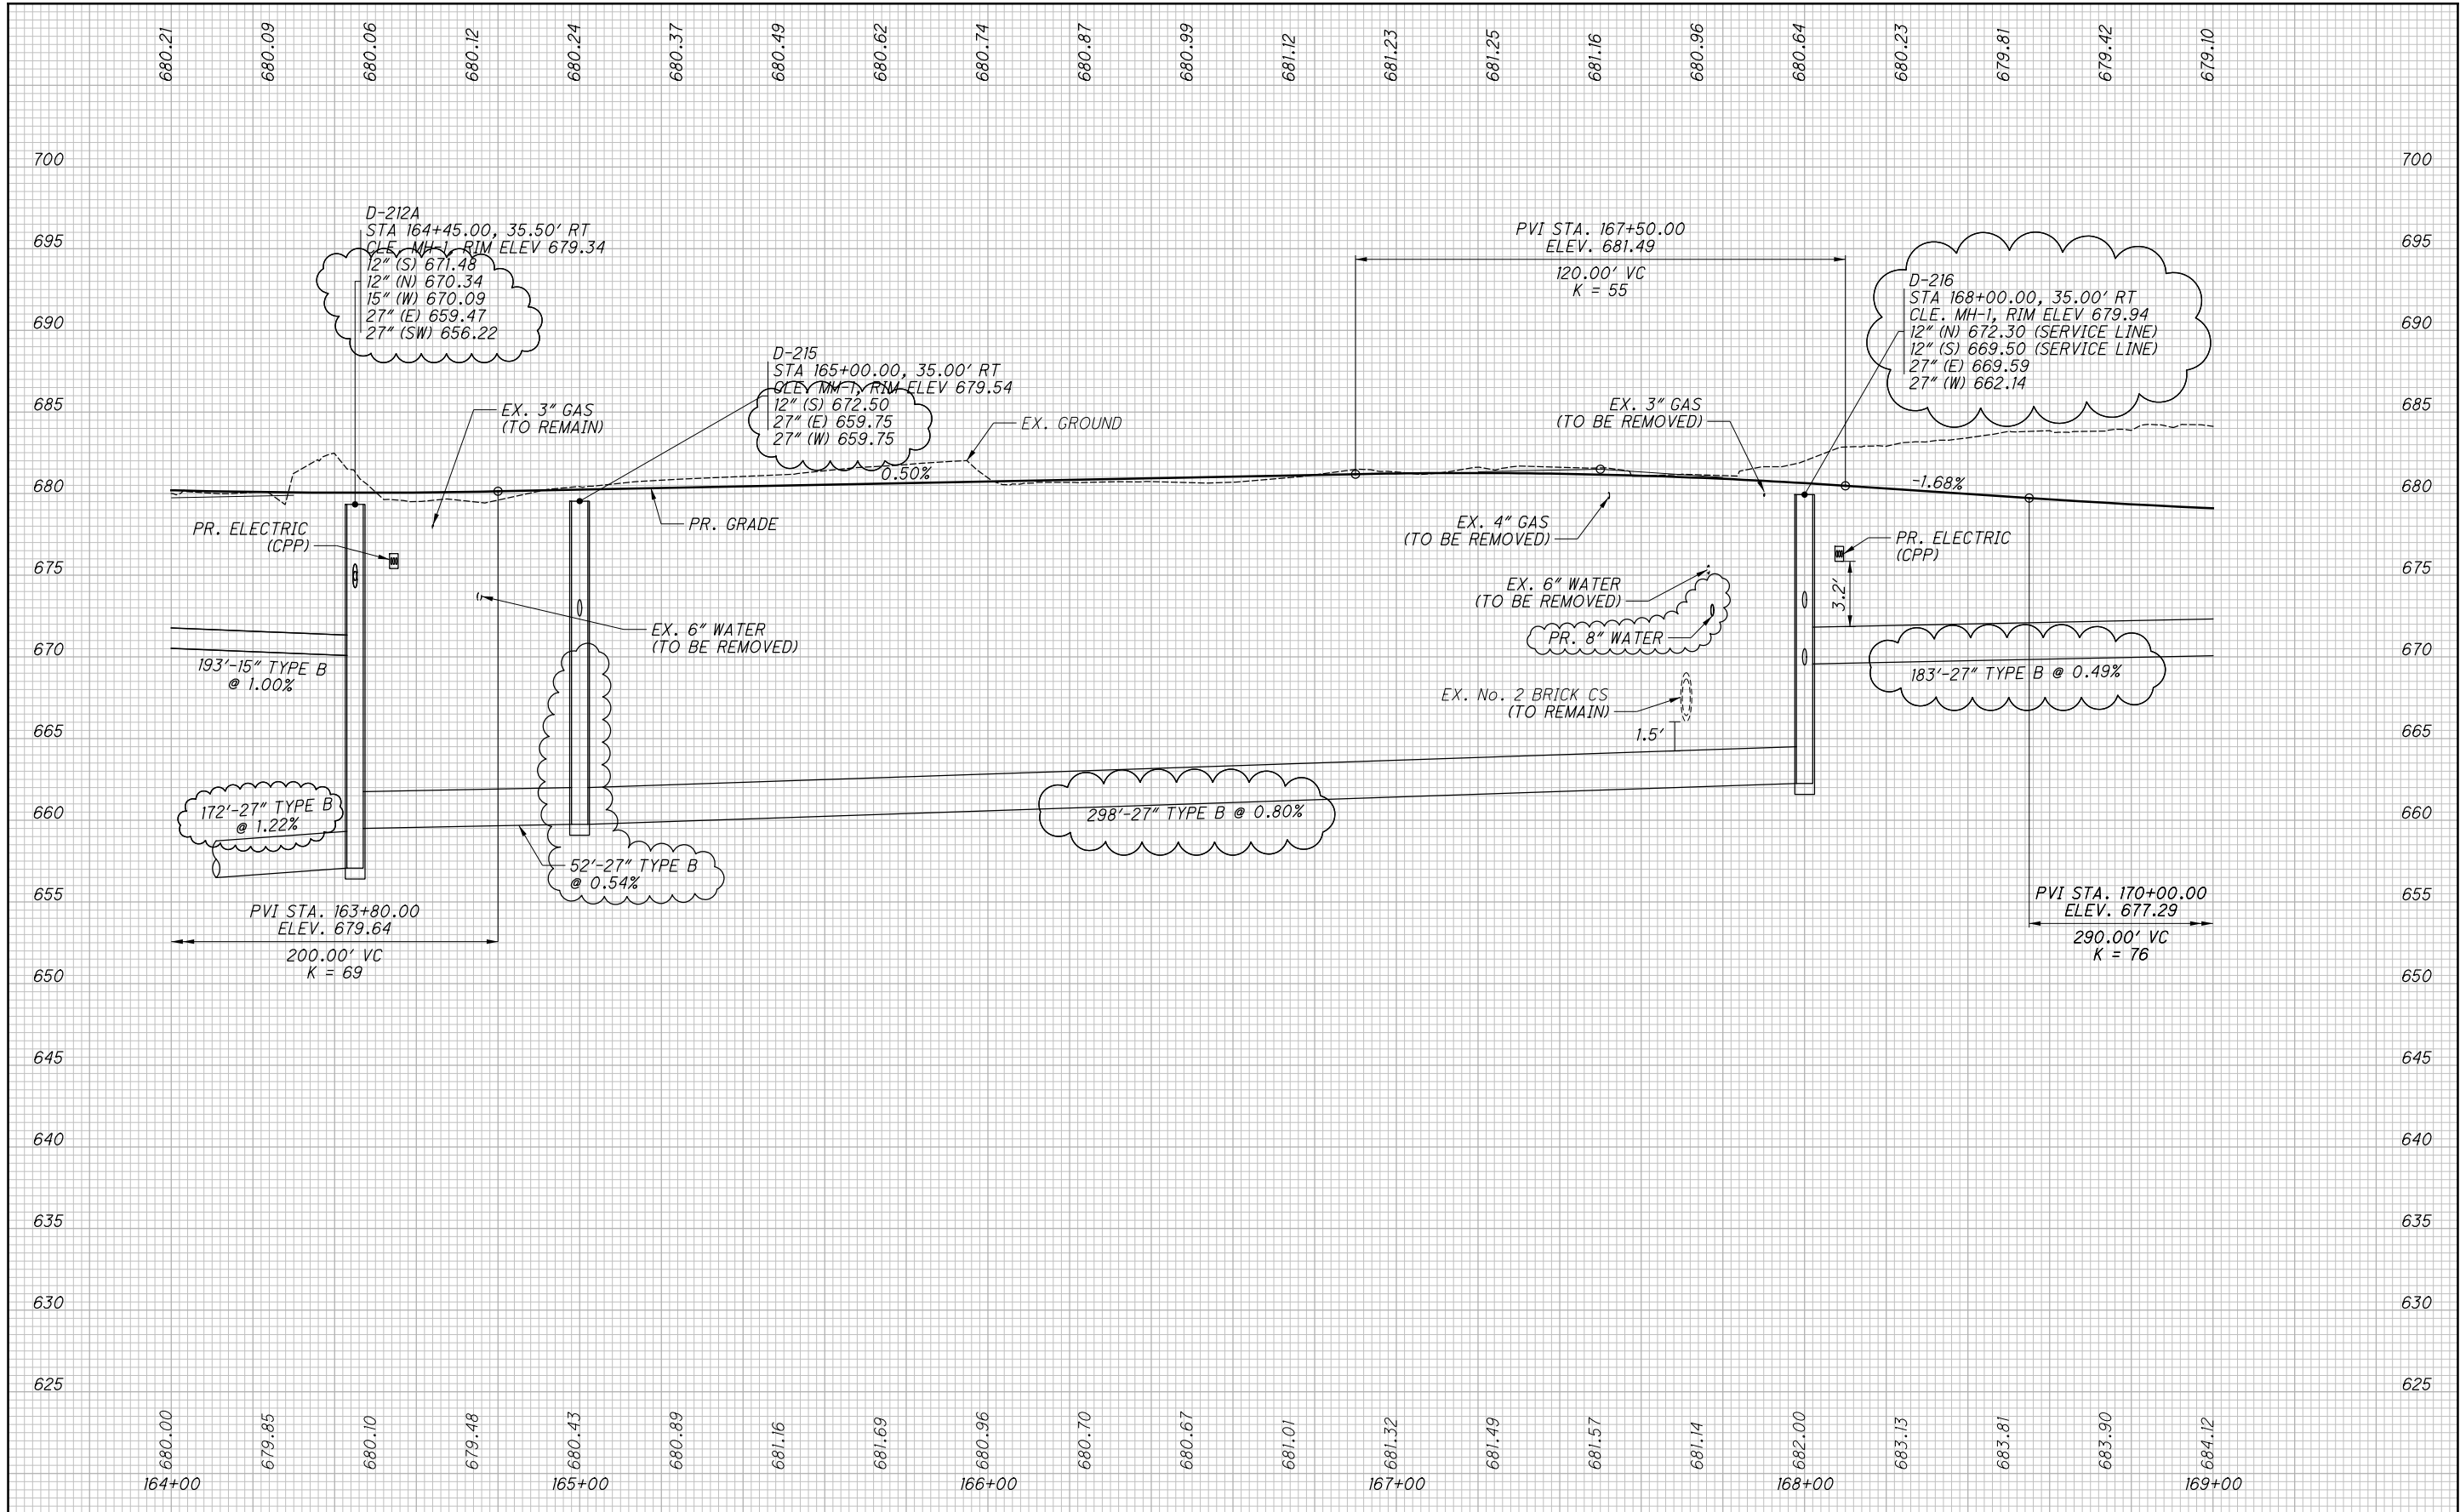 680.21
680.09
680.06
680.12
680.24
680.37
680.49
680.62
680.74
680.87
680.99
681.12
681.23
681.25
681.16
680.96
680.64
680.23
679.81
679.42
679.10
700
700
695
695
690
690
685
685
680
680
675
675
670
670
665
665
660
660
655
655
650
650
645
645
640
640
635
635
630
630
625
625
D-212A
STA 164+45.00, 35.50' RT
CLE. MH-1, RIM ELEV 679.34
12" (S) 671.48
12" (N) 670.34
15" (W) 670.09
27" (E) 659.47
27" (SW) 656.22
D-215
STA 165+00.00, 35.00' RT
CLE. MH-1, RIM ELEV 679.54
12" (S) 672.50
27" (E) 659.75
27" (W) 659.75
PVI STA. 167+50.00
ELEV. 681.49
120.00' VC
K = 55
D-216
STA 168+00.00, 35.00' RT
CLE. MH-1, RIM ELEV 679.94
12" (N) 672.30 (SERVICE LINE)
12" (S) 669.50 (SERVICE LINE)
27" (E) 669.59
27" (W) 662.14
EX. 3" GAS
(TO REMAIN)
EX. GROUND
EX. 3" GAS
(TO BE REMOVED)
0.50%
-1.68%
PR. ELECTRIC
(CPP)
PR. GRADE
EX. 4" GAS
(TO BE REMOVED)
PR. ELECTRIC
(CPP)
3.2'
EX. 6" WATER
(TO BE REMOVED)
EX. 6" WATER
(TO BE REMOVED)
PR. 8" WATER
193'-15" TYPE B
@ 1.00%
183'-27" TYPE B @ 0.49%
EX. No. 2 BRICK CS
(TO REMAIN)
1.5'
172'-27" TYPE B
@ 1.22%
298'-27" TYPE B @ 0.80%
52'-27" TYPE B
@ 0.54%
PVI STA. 163+80.00
ELEV. 679.64
200.00' VC
K = 69
PVI STA. 170+00.00
ELEV. 677.29
290.00' VC
K = 76
680.00
679.85
680.10
679.48
680.43
680.89
681.16
681.69
680.96
680.70
680.67
681.01
681.32
681.49
681.57
681.14
682.00
683.13
683.81
683.90
684.12
164+00
165+00
166+00
167+00
168+00
169+00